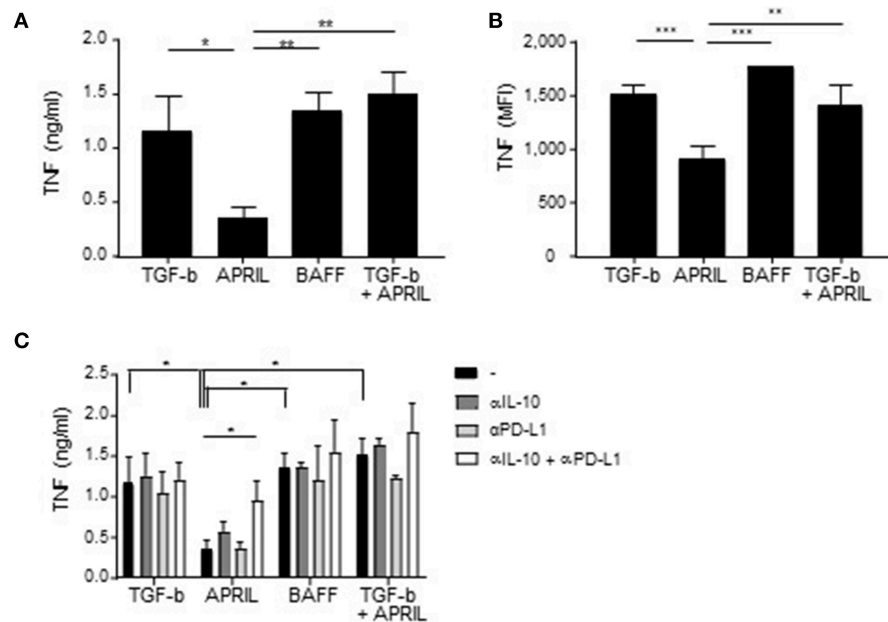 A
* ** **
2.0
1.5
1.0
0.5
0.0
TNF (ng/ml)
TGF-b APRIL BAFF TGF-b
+ APRIL
B
*** *** **
2,000
1,500
1,000
500
0
TNF (MFI)
TGF-b APRIL BAFF TGF-b
+ APRIL
C
* * * *
2.5
2.0
1.5
1.0
0.5
0.0
TNF (ng/ml)
TGF-b APRIL BAFF TGF-b
+ APRIL
-
αIL-10
αPD-L1
αIL-10 + αPD-L1